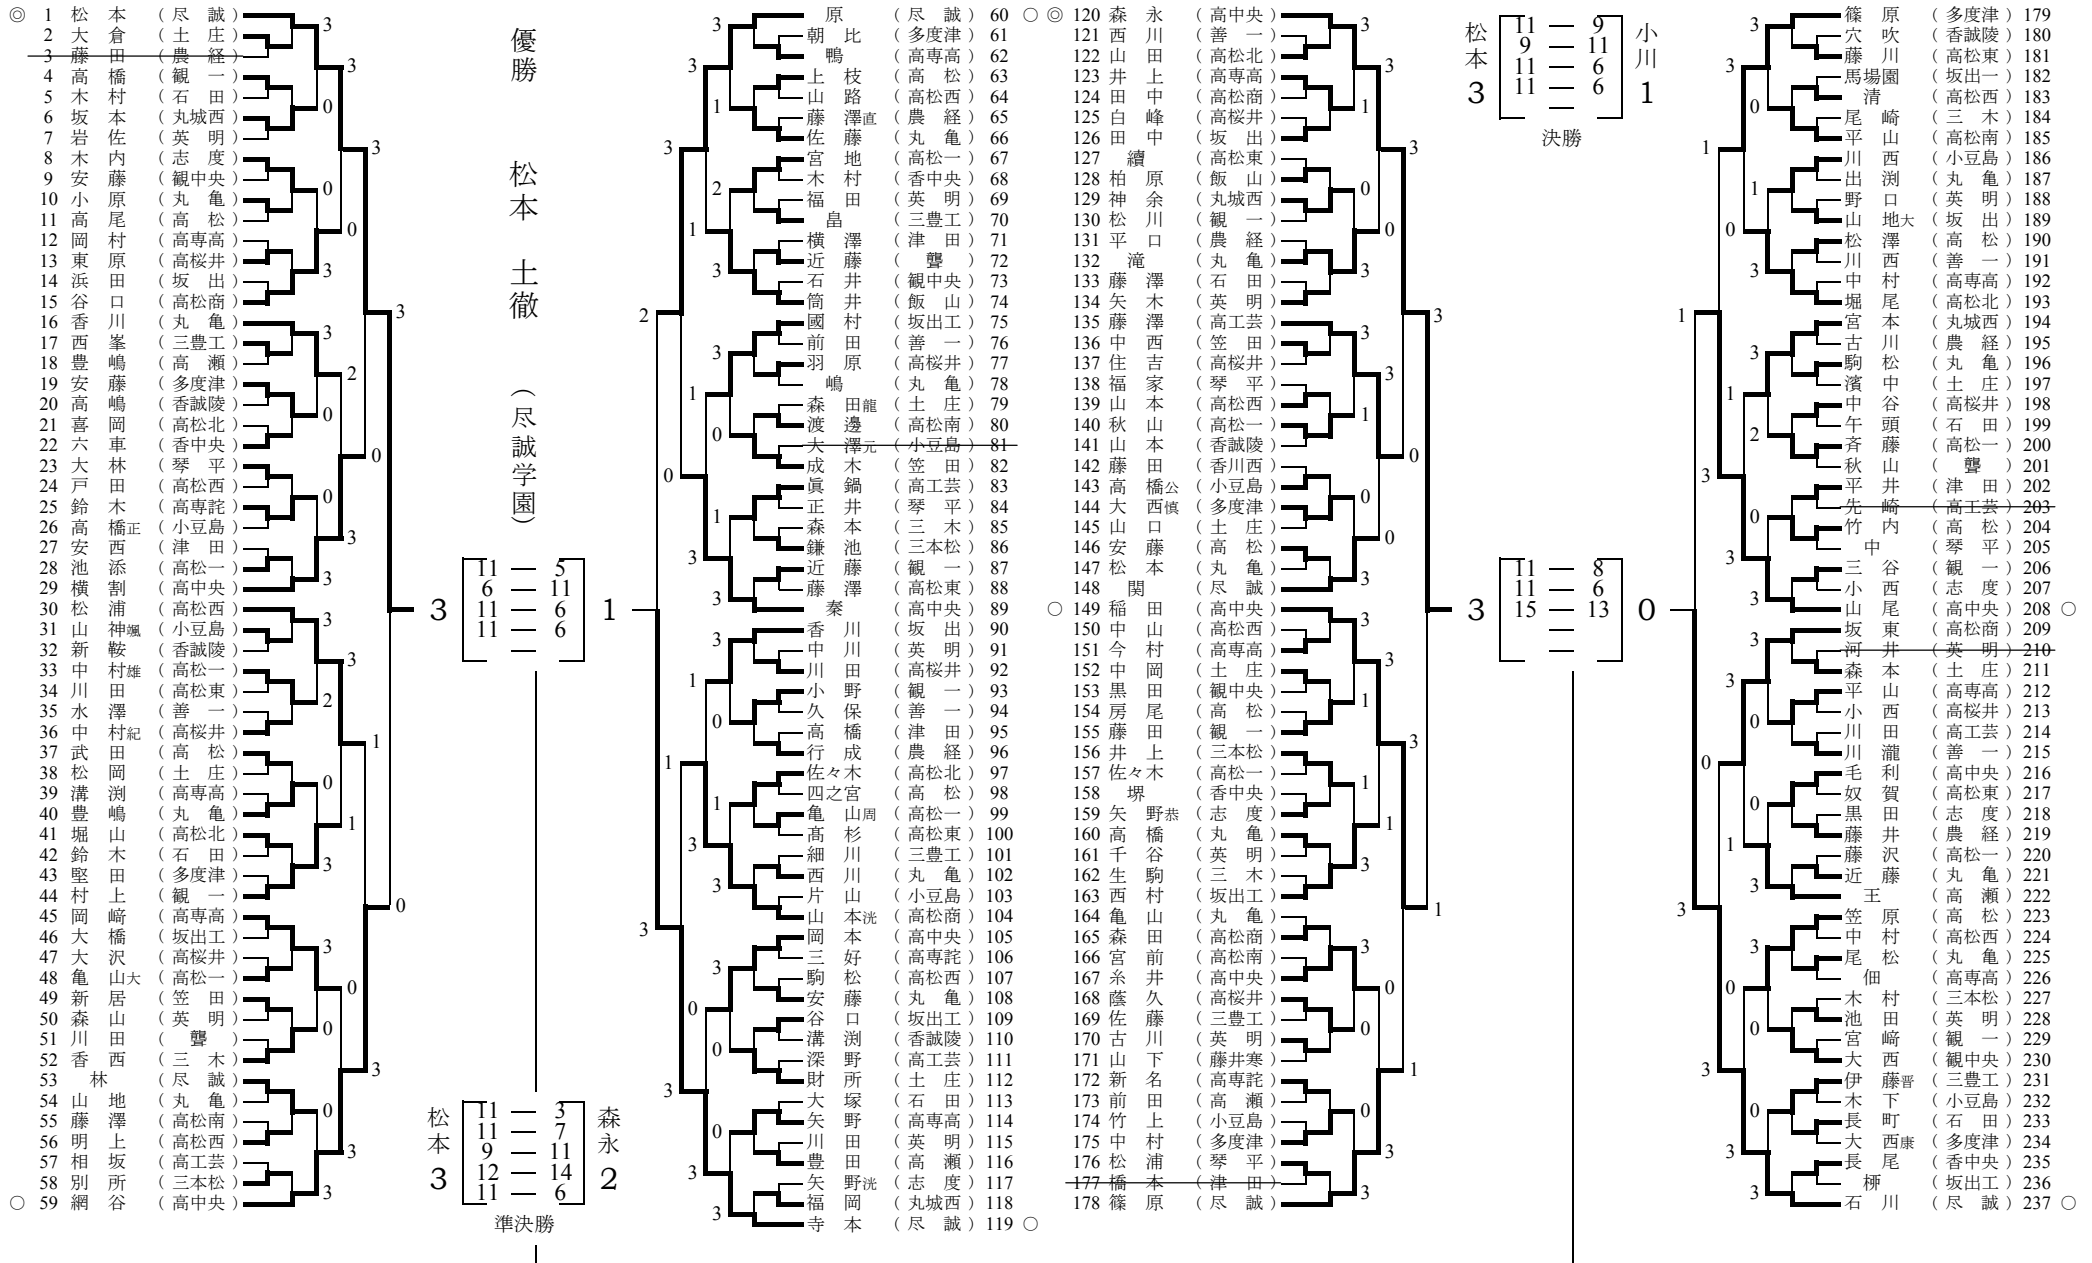 ◎ 1 松本 (尽誠)
2 大倉 (土庄)
3 藤田 (農経)
4 高橋 (観一)
5 木村 (石田)
6 坂本 (丸城西)
7 岩佐 (英明)
8 木内 (志度)
9 安藤 (観中央)
10 小原 (丸亀)
11 高尾 (高松)
12 岡村 (高専高)
13 東原 (高桜井)
14 浜田 (坂出)
15 谷口 (高松商)
16 香川 (丸亀)
17 西峯 (三豊工)
18 豊嶋 (高瀬)
19 安藤 (多度津)
20 高嶋 (香誠陵)
21 喜岡 (高松北)
22 六車 (香中央)
23 大林 (琴平)
24 戸田 (高松西)
25 鈴木 (高専詫)
26 高橋正 (小豆島)
27 安西 (津田)
28 池添 (高松一)
29 横割 (高中央)
30 松浦 (高松西)
31 山神颯 (小豆島)
32 新鞍 (香誠陵)
33 中村雄 (高松一)
34 川田 (高松東)
35 水澤 (善一)
36 中村紀 (高桜井)
37 武田 (高松)
38 松岡 (土庄)
39 溝渕 (高専高)
40 豊嶋 (丸亀)
41 堀山 (高松北)
42 鈴木 (石田)
43 堅田 (多度津)
44 村上 (観一)
45 岡﨑 (高専高)
46 大橋 (坂出工)
47 大沢 (高桜井)
48 亀山大 (高松一)
49 新居 (笠田)
50 森山 (英明)
51 川田 (聾)
52 香西 (三木)
53 林 (尽誠)
54 山地 (丸亀)
55 藤澤 (高松南)
56 明上 (高松西)
57 相坂 (高工芸)
58 別所 (三本松)
○ 59 網谷 (高中央)
優勝 松本 士徹 (尽誠学園)
3
11 — 5
6 — 11
11 — 6
11 — 6
—
1
松本 3
11 — 3
11 — 7
9 — 11
12 — 14
11 — 6
森永 2
準決勝
原 (尽誠) 60 ○
朝比 (多度津) 61
鴨 (高専高) 62
上枝 (高松) 63
山路 (高松西) 64
藤澤直 (農経) 65
佐藤 (丸亀) 66
宮地 (高松一) 67
木村 (香中央) 68
福田 (英明) 69
畠 (三豊工) 70
横澤 (津田) 71
近藤 (聾) 72
石井 (観中央) 73
筒井 (飯山) 74
國村 (坂出工) 75
前田 (善一) 76
羽原 (高桜井) 77
嶋 (丸亀) 78
森田龍 (土庄) 79
渡邊 (高松南) 80
大澤元 (小豆島) 81
成木 (笠田) 82
眞鍋 (高工芸) 83
正井 (琴平) 84
森本 (三木) 85
鎌池 (三本松) 86
近藤 (観一) 87
藤澤 (高松東) 88
秦 (高中央) 89
香川 (坂出) 90
中川 (英明) 91
川田 (高桜井) 92
小野 (観一) 93
久保 (善一) 94
高橋 (津田) 95
行成 (農経) 96
佐々木 (高松北) 97
四之宮 (高松) 98
亀山周 (高松一) 99
髙杉 (高松東) 100
細川 (三豊工) 101
西川 (丸亀) 102
片山 (小豆島) 103
山本洸 (高松商) 104
岡本 (高中央) 105
三好 (高専詫) 106
駒松 (高松西) 107
安藤 (丸亀) 108
谷口 (坂出工) 109
溝渕 (香誠陵) 110
深野 (高工芸) 111
財所 (土庄) 112
大塚 (石田) 113
矢野 (高専高) 114
川田 (英明) 115
豊田 (高瀬) 116
矢野洸 (志度) 117
福岡 (丸城西) 118
寺本 (尽誠) 119 ○
◎ 120 森永 (高中央)
121 西川 (善一)
122 山田 (高松北)
123 井上 (高専高)
124 田中 (高松商)
125 白峰 (高桜井)
126 田中 (坂出)
127 續 (高松東)
128 柏原 (飯山)
129 神余 (丸城西)
130 松川 (観一)
131 平口 (農経)
132 滝 (丸亀)
133 藤澤 (石田)
134 矢木 (英明)
135 藤澤 (高工芸)
136 中西 (笠田)
137 住吉 (高桜井)
138 福家 (琴平)
139 山本 (高松西)
140 秋山 (高松一)
141 山本 (香誠陵)
142 藤田 (香川西)
143 高橋公 (小豆島)
144 大西慎 (多度津)
145 山口 (土庄)
146 安藤 (高松)
147 松本 (丸亀)
148 関 (尽誠)
○ 149 稲田 (高中央)
150 中山 (高松西)
151 今村 (高専高)
152 中岡 (土庄)
153 黒田 (観中央)
154 房尾 (高松)
155 藤田 (観一)
156 井上 (三本松)
157 佐々木 (高松一)
158 堺 (香中央)
159 矢野恭 (志度)
160 高橋 (丸亀)
161 千谷 (英明)
162 生駒 (三木)
163 西村 (坂出工)
164 亀山 (丸亀)
165 森田 (高松商)
166 宮前 (高松南)
167 糸井 (高中央)
168 蔭久 (高桜井)
169 佐藤 (三豊工)
170 古川 (英明)
171 山下 (藤井寒)
172 新名 (高専詫)
173 前田 (高瀬)
174 竹上 (小豆島)
175 中村 (多度津)
176 松浦 (琴平)
177 橋本 (津田)
178 篠原 (尽誠)
松本 3
11 — 9
9 — 11
11 — 6
11 — 6
—
小川 1
決勝
3
11 — 8
11 — 6
15 — 13
—
—
0
篠原 (多度津) 179
穴吹 (香誠陵) 180
藤川 (高松東) 181
馬場園 (坂出一) 182
清 (高松西) 183
尾崎 (三木) 184
平山 (高松南) 185
川西 (小豆島) 186
出渕 (丸亀) 187
野口 (英明) 188
山地大 (坂出) 189
松澤 (高松) 190
川西 (善一) 191
中村 (高専高) 192
堀尾 (高松北) 193
宮本 (丸城西) 194
古川 (農経) 195
駒松 (丸亀) 196
濱中 (土庄) 197
中谷 (高桜井) 198
午頭 (石田) 199
斉藤 (高松一) 200
秋山 (聾) 201
平井 (津田) 202
先崎 (高工芸) 203
竹内 (高松) 204
中 (琴平) 205
三谷 (観一) 206
小西 (志度) 207
山尾 (高中央) 208 ○
坂東 (高松商) 209
河井 (英明) 210
森本 (土庄) 211
平山 (高専高) 212
小西 (高桜井) 213
川田 (高工芸) 214
川瀧 (善一) 215
毛利 (高中央) 216
奴賀 (高松東) 217
黒田 (志度) 218
藤井 (農経) 219
藤沢 (高松一) 220
近藤 (丸亀) 221
王 (高瀬) 222
笠原 (高松) 223
中村 (高松西) 224
尾松 (丸亀) 225
佃 (高専高) 226
木村 (三本松) 227
池田 (英明) 228
宮﨑 (観一) 229
大西 (観中央) 230
伊藤晋 (三豊工) 231
木下 (小豆島) 232
長町 (石田) 233
大西康 (多度津) 234
長尾 (香中央) 235
(坂出工) 236
石川 (尽誠) 237 ○